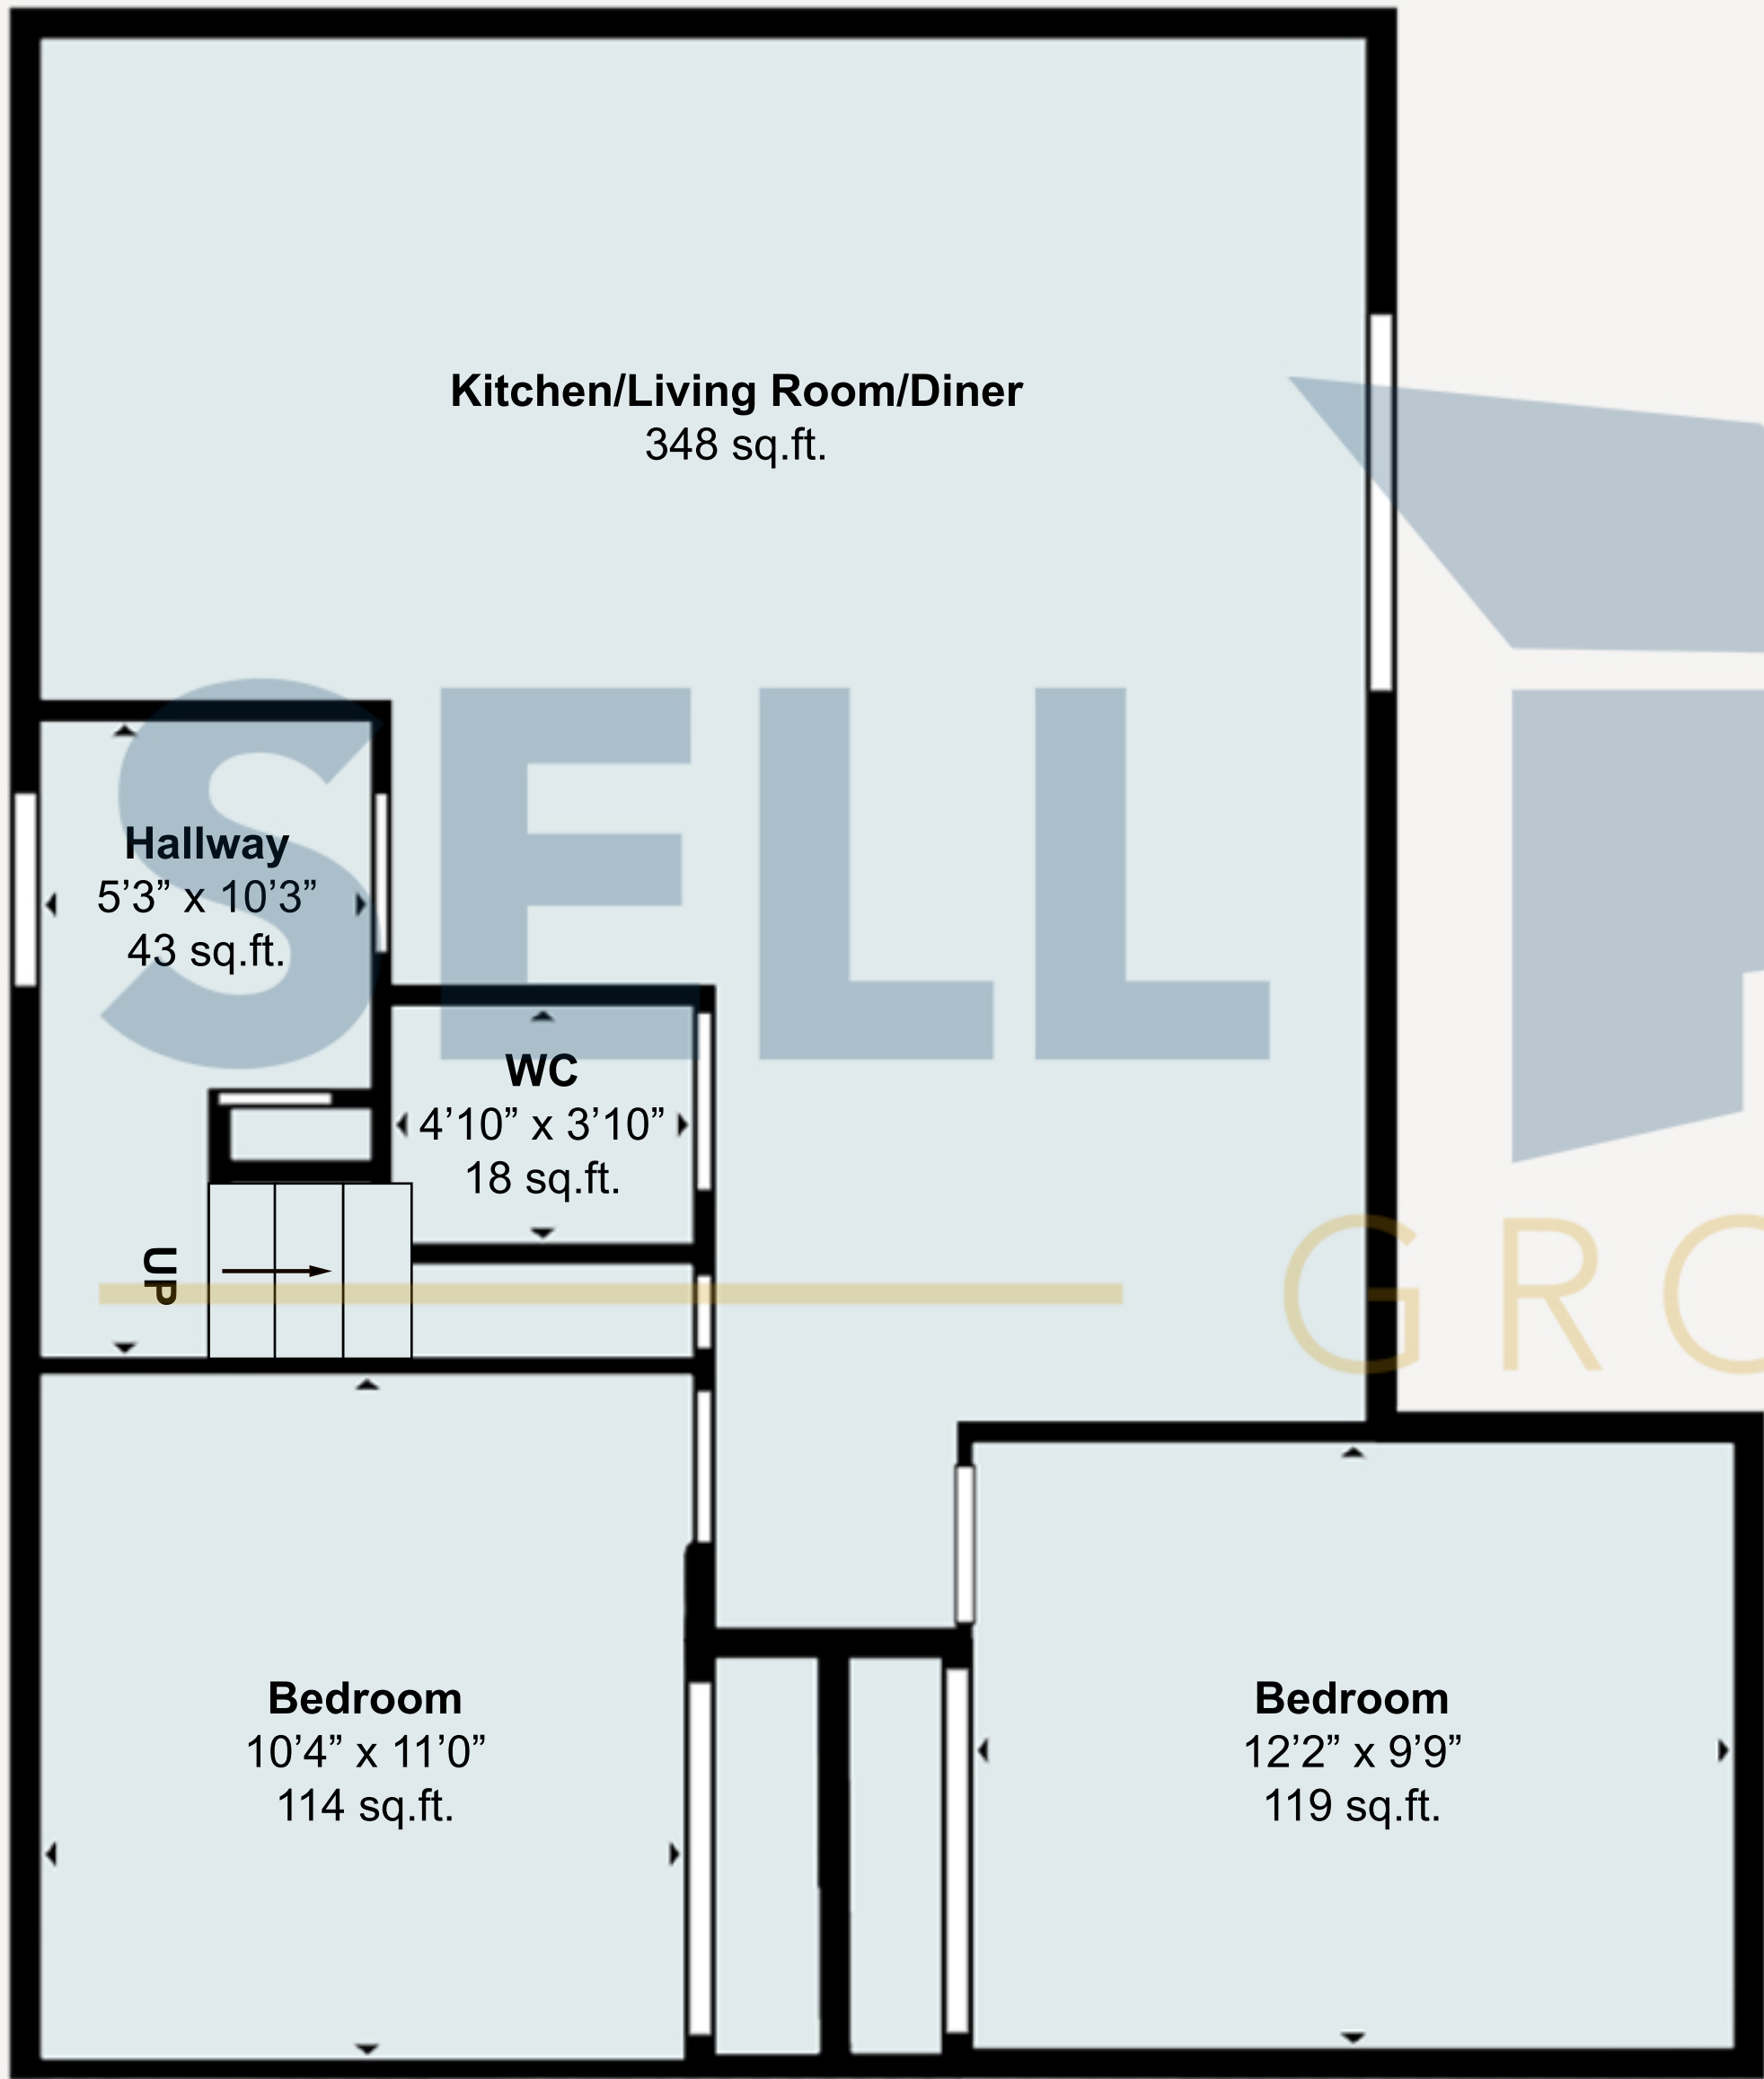 Kitchen/Living Room/Diner
348 sq.ft.
SELL
Hallway
5’3” x 10’3”
43 sq.ft.
WC
4’10” x 3’10”
18 sq.ft.
UP
GRO
Bedroom
10’4” x 11’0”
114 sq.ft.
Bedroom
12’2” x 9’9”
119 sq.ft.